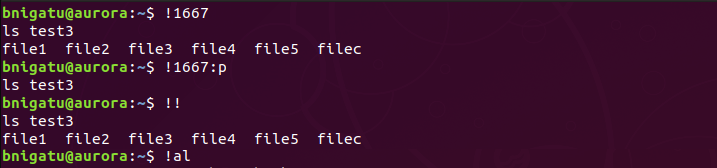 bnigatu@aurora:~$ !1667
ls test3
file1  file2  file3  file4  file5  filec
bnigatu@aurora:~$ !1667:p
ls test3
bnigatu@aurora:~$ !!
ls test3
file1  file2  file3  file4  file5  filec
bnigatu@aurora:~$ !al